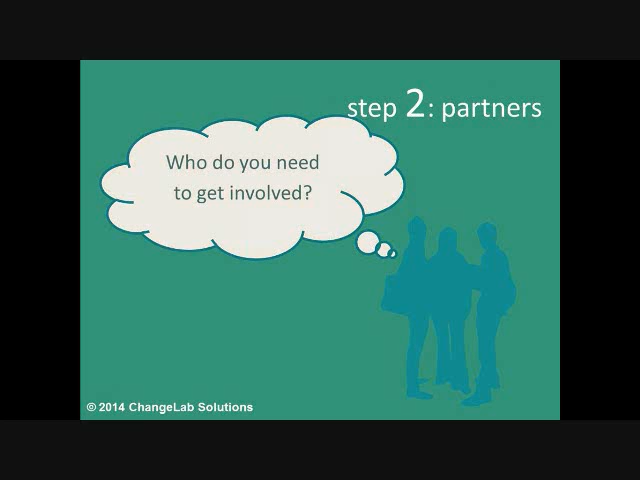 step 2: partners
Who do you need
to get involved?
© 2014 ChangeLab Solutions